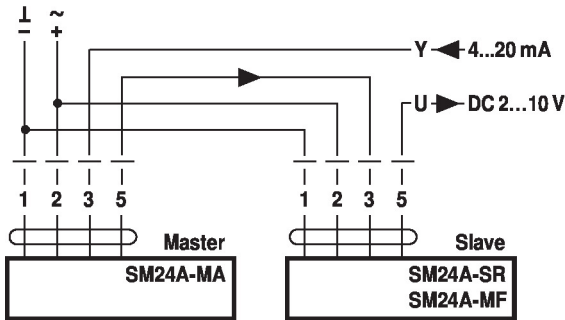 ⊥ ~
– +
Y 4...20 mA
U DC 2...10 V
1 2 3 5 1 2 3 5
Master Slave
SM24A-MA SM24A-SR
SM24A-MF